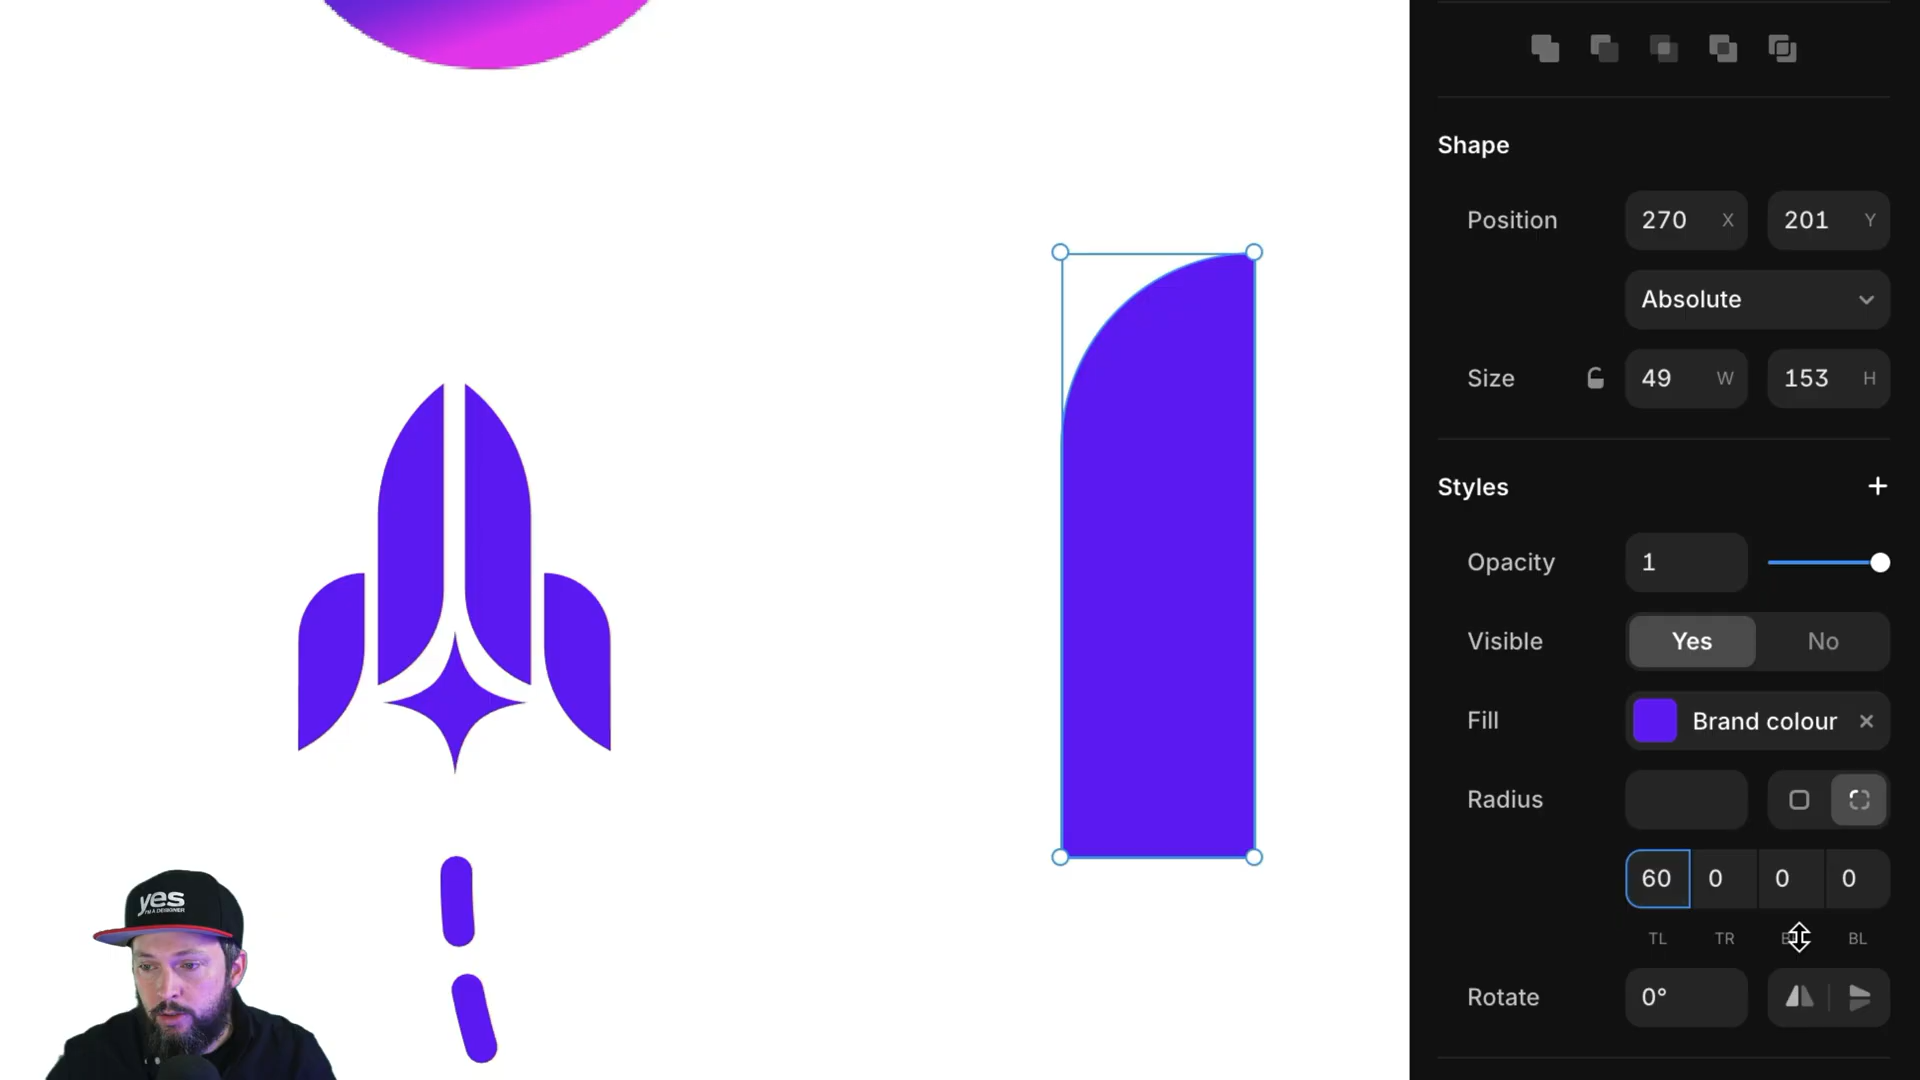 Shape
Position 270 X 201 Y
Absolute
Size 49 W 153 H
Styles +
Opacity 1
Visible Yes No
Fill Brand colour ×
Radius
60 0 0 0
TL TR BL
Rotate 0°
yes
I'M A DESIGNER